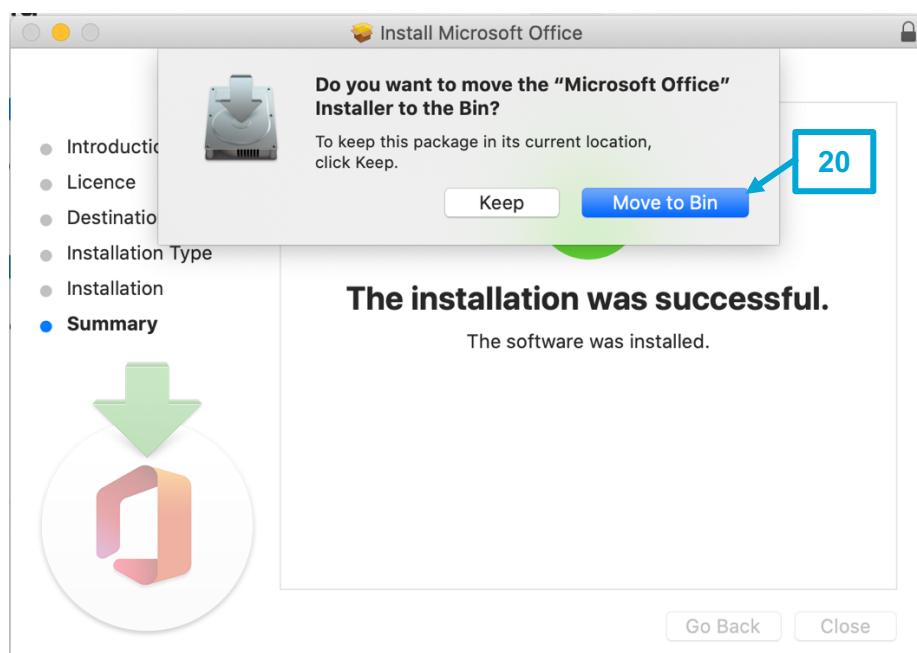 Install Microsoft Office
Do you want to move the “Microsoft Office”
Installer to the Bin?
To keep this package in its current location,
click Keep.
Keep
Move to Bin
20
Licence
Installation Type
Installation
Summary
The installation was successful.
The software was installed.
Go Back
Close